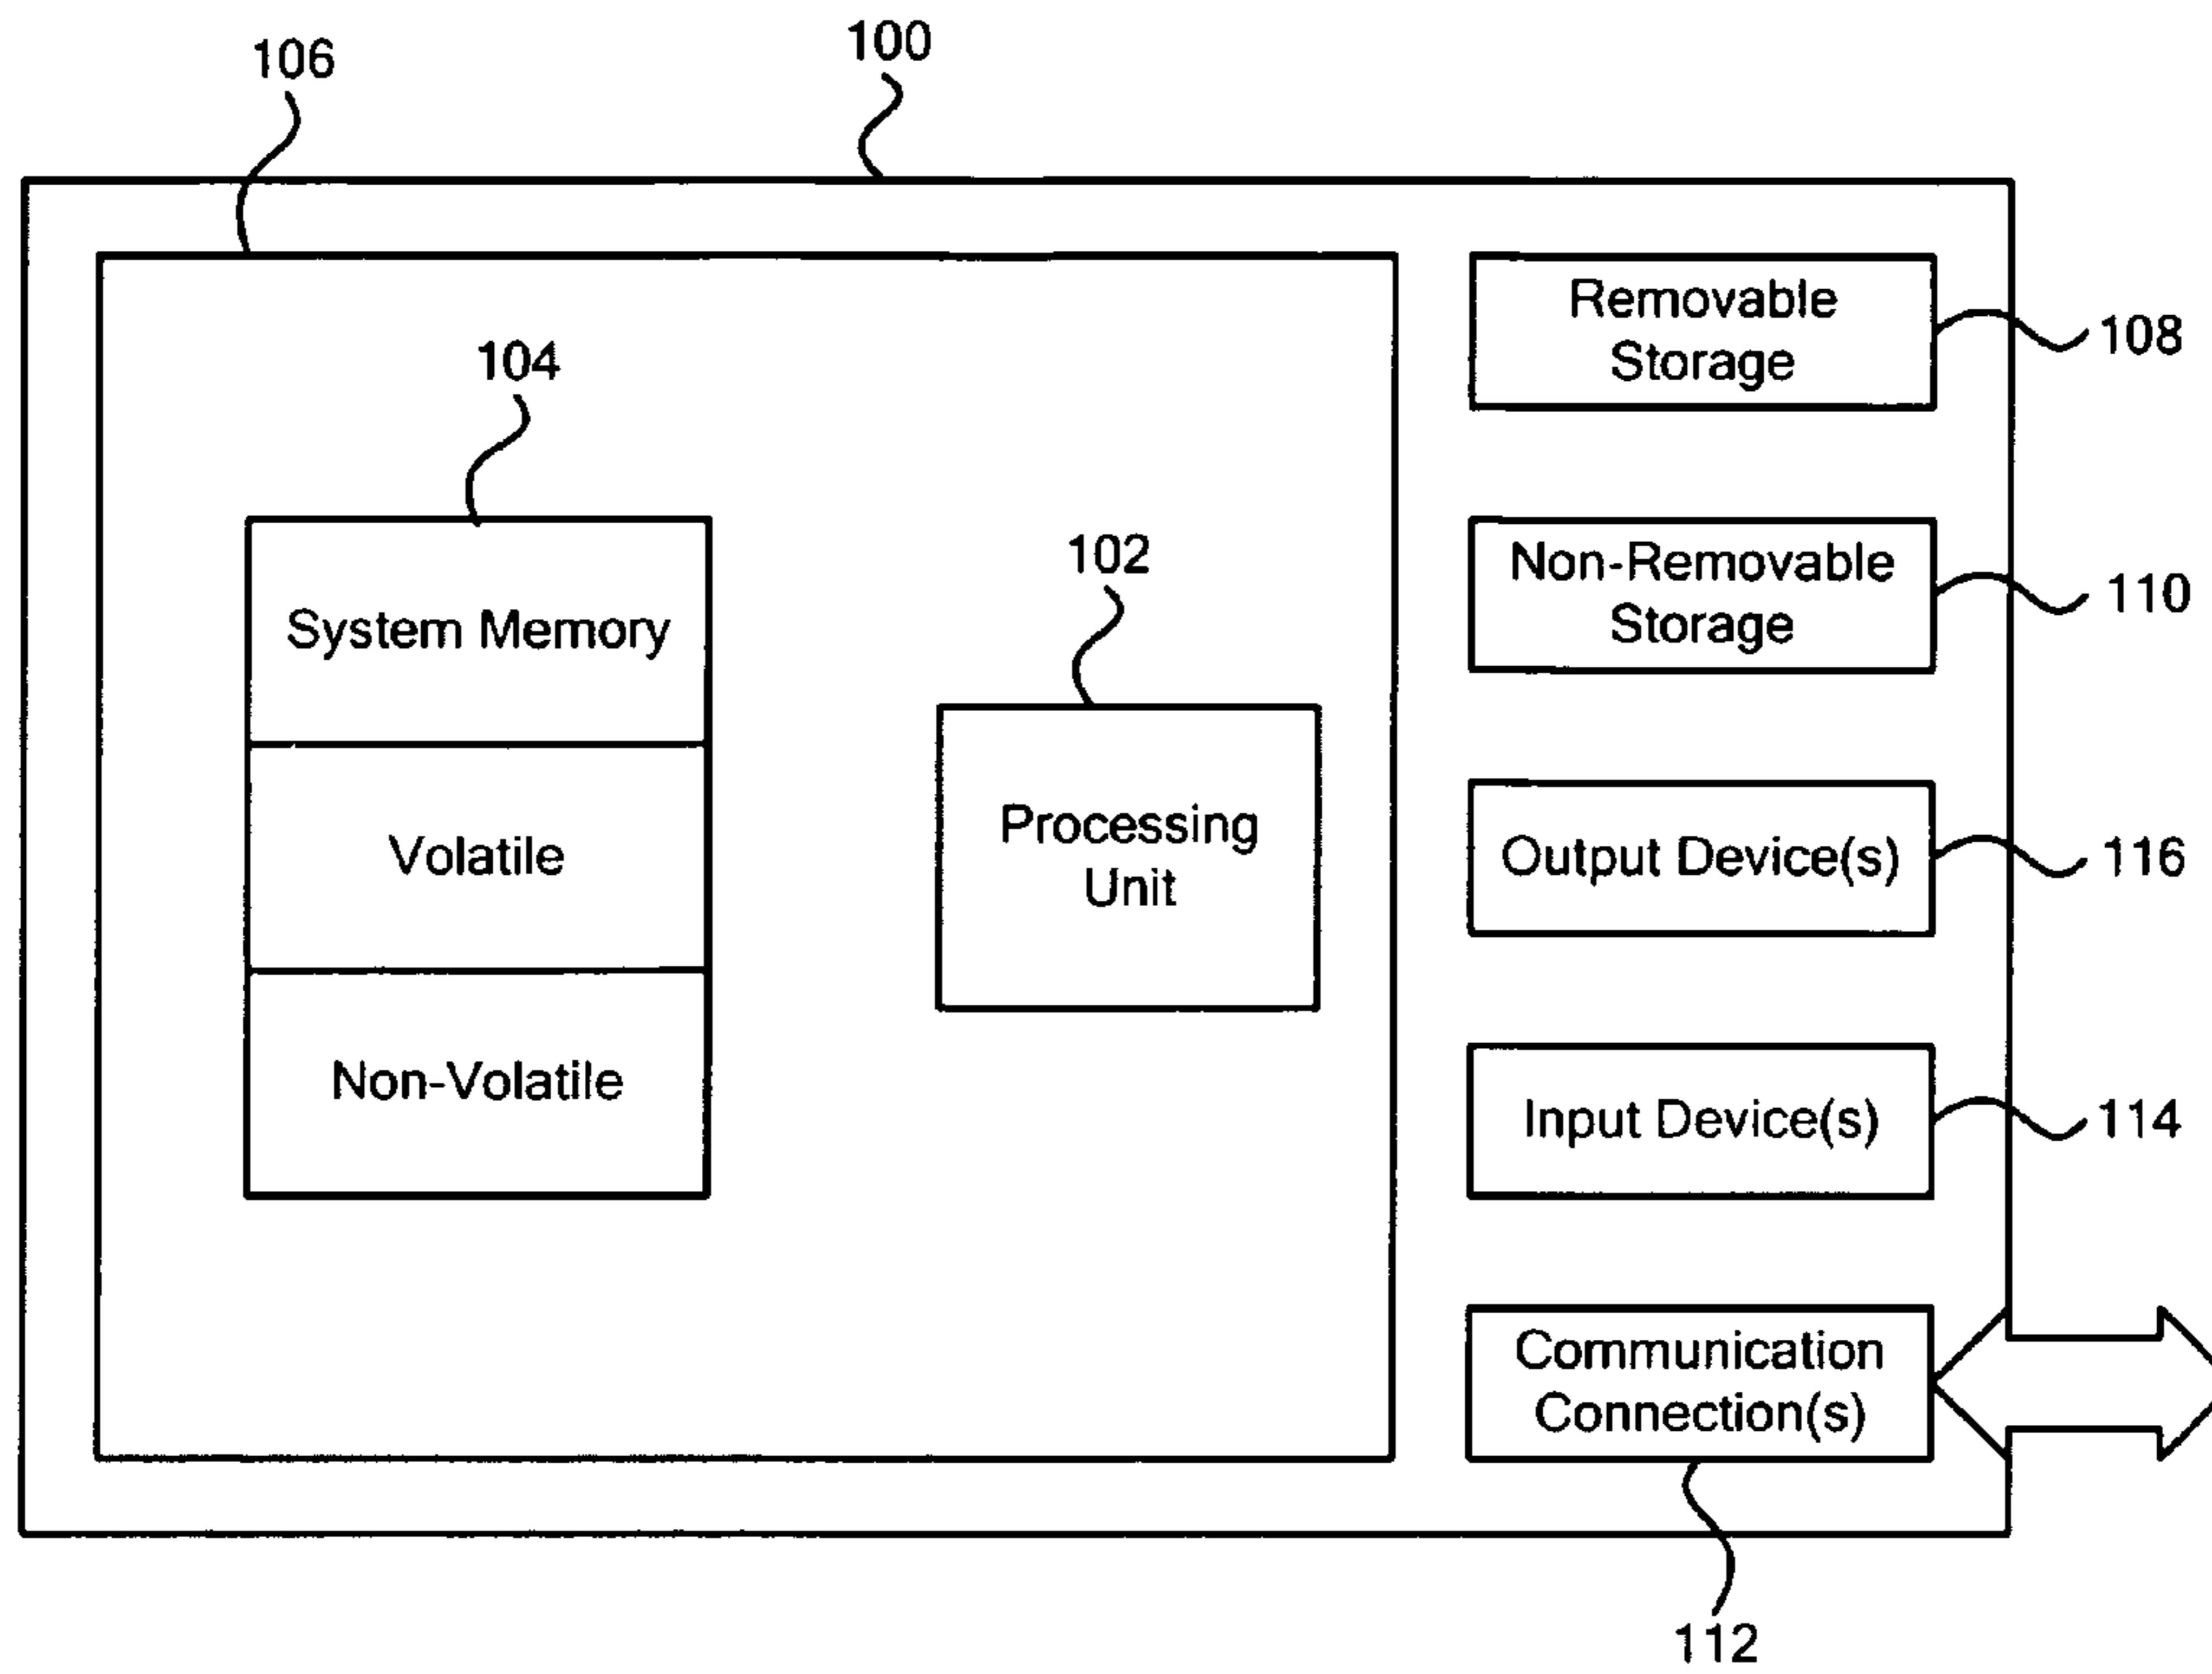 106
100
Removable
Storage
108
104
Non-Removable
Storage
110
102
System Memory
Processing
Unit
Volatile
Output Device(s)
116
Non-Volatile
Input Device(s)
114
Communication
Connection(s)
112